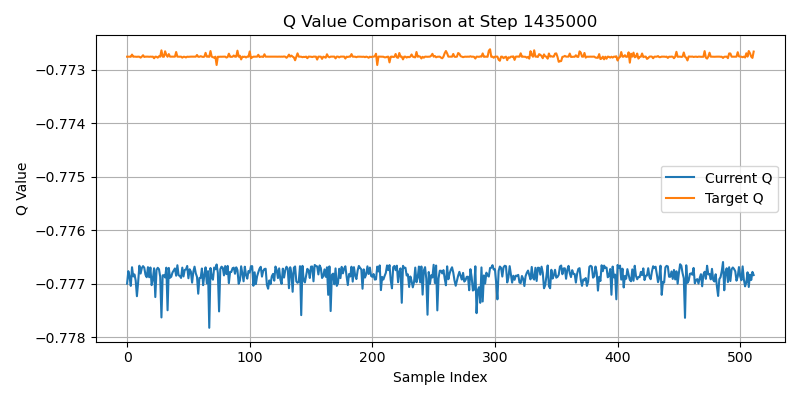 Q Value Comparison at Step 1435000
Q Value
−0.773
−0.774
−0.775
−0.776
−0.777
−0.778
Current Q
Target Q
0
100
200
300
400
500
Sample Index